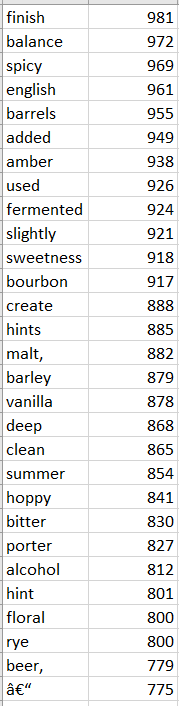 finish 981
balance 972
spicy 969
english 961
barrels 955
added 949
amber 938
used 926
fermented 924
slightly 921
sweetness 918
bourbon 917
create 888
hints 885
malt, 882
barley 879
vanilla 878
deep 868
clean 865
summer 854
hoppy 841
bitter 830
porter 827
alcohol 812
hint 801
floral 800
rye 800
beer, 779
â€“ 775